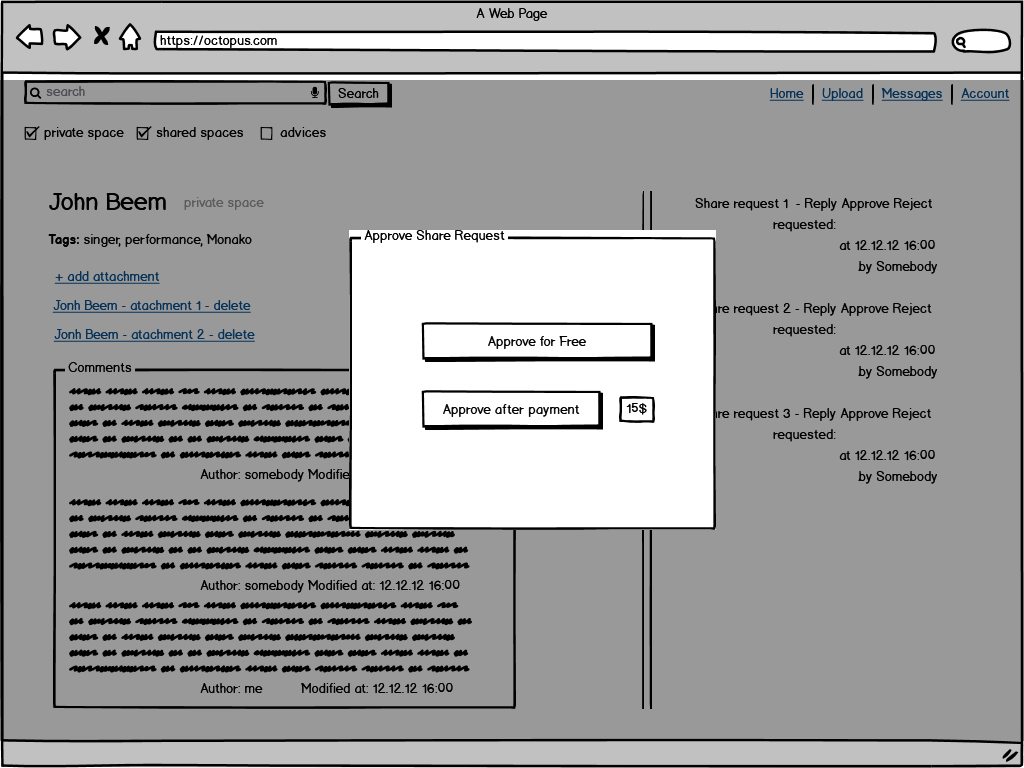 A Web Page
https://octopus.com
search
Search
Home
Upload
Messages
Account
private space
shared spaces
advices
John Beem private space
Tags: singer, performance, Monako
+ add attachment
Jonh Beem - atachment 1 - delete
Jonh Beem - atachment 2 - delete
Comments
Author: somebody Modifie
Author: somebody Modified at: 12.12.12 16:00
Author: me Modified at: 12.12.12 16:00
Approve Share Request
Approve for Free
Approve after payment
15$
Share request 1 - Reply Approve Reject
requested:
at 12.12.12 16:00
by Somebody
re request 2 - Reply Approve Reject
requested:
at 12.12.12 16:00
by Somebody
re request 3 - Reply Approve Reject
requested:
at 12.12.12 16:00
by Somebody